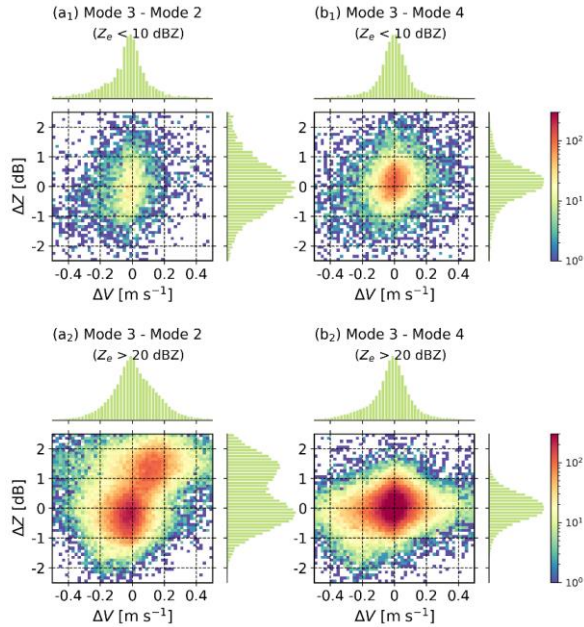 (a₁) Mode 3 - Mode 2
(Zₑ < 10 dBZ)
(b₁) Mode 3 - Mode 4
(Zₑ < 10 dBZ)
ΔZ [dB]
2
1
0
-1
-2
2
1
0
-1
-2
10²
10¹
10⁰
-0.4 -0.2 0 0.2 0.4
ΔV [m s⁻¹]
-0.4 -0.2 0 0.2 0.4
ΔV [m s⁻¹]
(a₂) Mode 3 - Mode 2
(Zₑ > 20 dBZ)
(b₂) Mode 3 - Mode 4
(Zₑ > 20 dBZ)
ΔZ [dB]
2
1
0
-1
-2
2
1
0
-1
-2
10²
10¹
10⁰
-0.4 -0.2 0 0.2 0.4
ΔV [m s⁻¹]
-0.4 -0.2 0 0.2 0.4
ΔV [m s⁻¹]